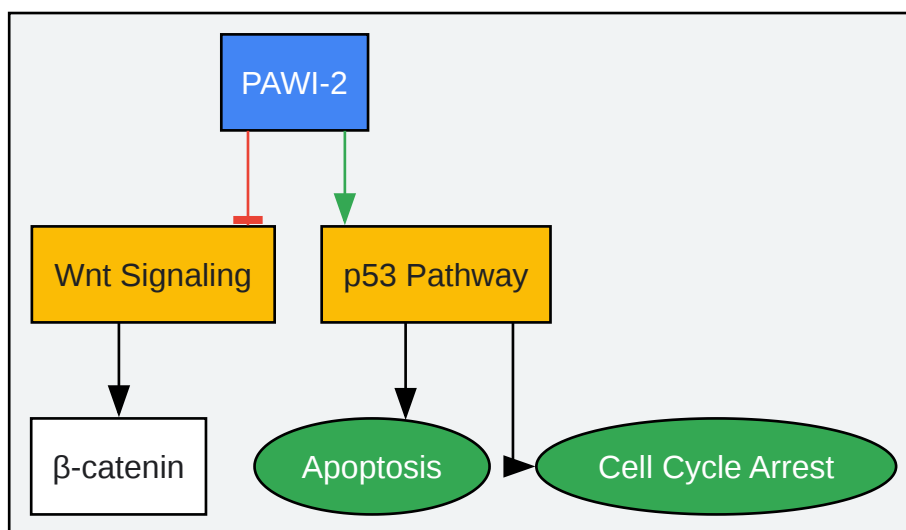 PAWI-2
Wnt Signaling
p53 Pathway
β-catenin
Apoptosis
Cell Cycle Arrest